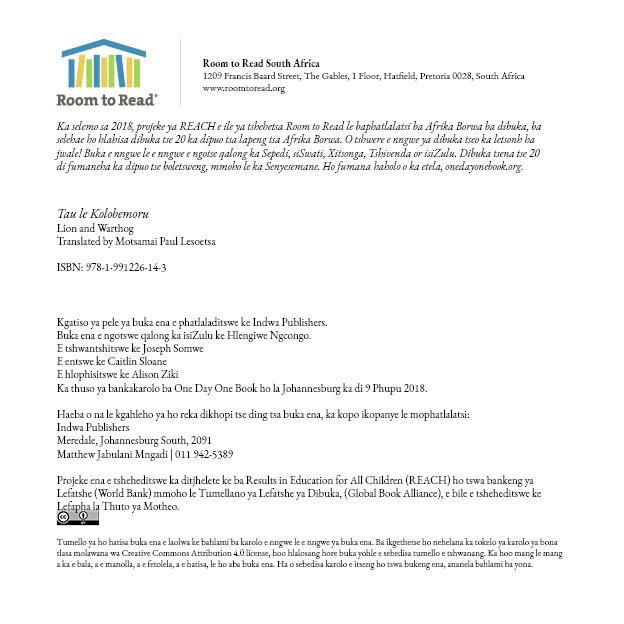 Room to Read®
Room to Read South Africa
1209 Francis Baard Street, The Gables, 1 Floor, Hatfield, Pretoria 0028, South Africa
www.roomtoread.org
Ka selemo sa 2018, projeke ya REACH e ile ya tshehetsa Room to Read le baphatlalatsi ba Afrika Borwa ba dibuka, ba
selehae ho hlahisa dibuka tse 20 ka dipuo tsa lapeng tsa Afrika Borwa. O tshwere e nngwe ya dibuka tseo ka letsoho ha
jwale! Buka e nngwe le e nngwe e ngotse qalong ka Sepedi, siSwati, Xitsonga, Tshivenda or isiZulu. Dibuka tsena tse 20
di fumaneha ka dipuo tse boletsweng, mmoho le ka Senyesemane. Ho fumana haholo o ka etela, onedayonebook.org.
Tau le Kolobemoru
Lion and Warthog
Translated by Motsamai Paul Lesoetsa
ISBN: 978-1-991226-14-3
Kgatiso ya pele ya buka ena e phatlaladitswe ke Indwa Publishers.
Buka ena e ngotswe qalong ka isiZulu ke Hlengiwe Ngcongo.
E tshwantshitswe ke Joseph Somwe
E entswe ke Caitlin Sloane
E hlophisitswe ke Alison Ziki
Ka thuso ya bankakarolo ba One Day One Book ho la Johannesburg ka di 9 Phupu 2018.
Haeba o na le kgahleho ya ho reka dikhopi tse ding tsa buka ena, ka kopo ikopanye le mophatlalatsi:
Indwa Publishers
Meredale, Johannesburg South, 2091
Matthew Jabulani Mngadi | 011 942-5389
Projeke ena e tsheheditswe ka ditjhelete ke ba Results in Education for All Children (REACH) ho tswa bankeng ya
Lefatshe (World Bank) mmoho le Tumellano ya Lefatshe ya Dibuka, (Global Book Alliance), e bile e tsheheditswe ke
Lefapha la Thuto ya Motheo.
Tumello ya ho hatisa buka ena e laolwa ke bahlami ba karolo e nngwe le e nngwe ya buka ena. Ba ikgethetse ho nehelana ka tokelo ya karolo ya bona
tlasa molawana wa Creative Commons Attribution 4.0 license, hoo hlalosang hore buka yohle e sebedisa tumello e tshwanang. Ka hoo mang le mang
a ka e bala, a e manolla, a e fetolela, a e hatisa, le ho aba buka ena. Ha o sebedisa karolo e itseng ho tswa bukeng ena, ananela bahlami ba yona.